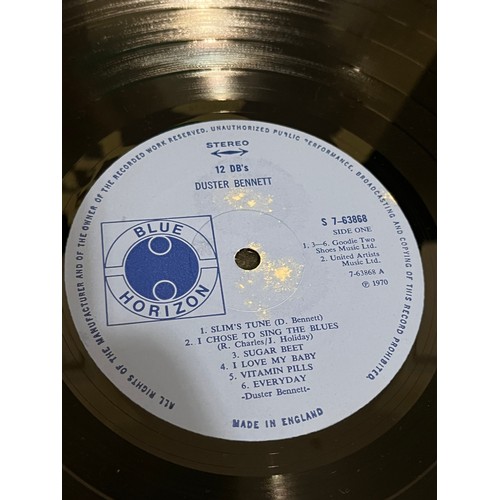 ALL RIGHTS OF THE MANUFACTURER AND OF THE OWNER OF THE RECORDED WORK RESERVED. UNAUTHORIZED PUBLIC PERFORMANCE, BROADCASTING AND COPYING OF THIS RECORD PROHIBITED.
STEREO
12 DB's
DUSTER BENNETT
BLUE
HORIZON
S 7-63868
SIDE ONE
1. 3—6. Goodie Two
Shoes Music Ltd.
2. United Artists
Music Ltd.
7-63868 A
℗ 1970
1. SLIM'S TUNE (D. Bennett)
2. I CHOSE TO SING THE BLUES
(R. Charles/J. Holiday)
3. SUGAR BEET
4. I LOVE MY BABY
5. VITAMIN PILLS
6. EVERYDAY
-Duster Bennett-
MADE IN ENGLAND